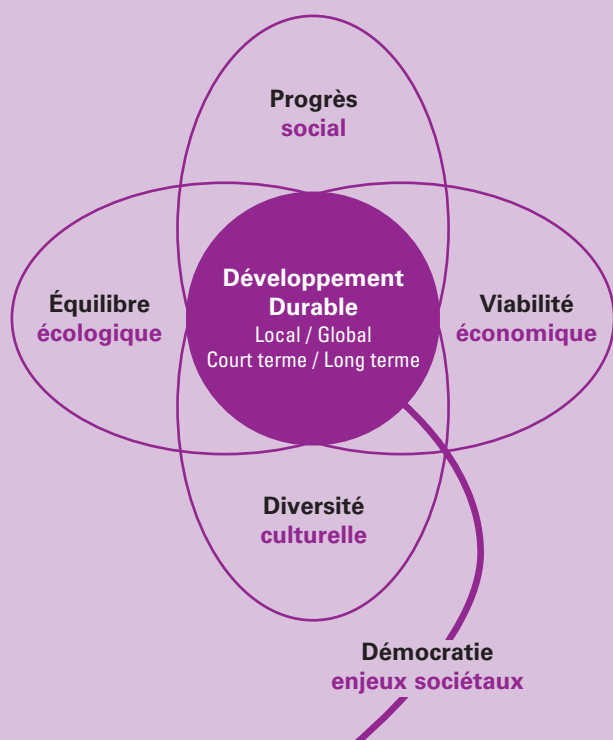 Progrès
social
Équilibre
écologique
Développement
Durable
Local / Global
Court terme / Long terme
Viabilité
économique
Diversité
culturelle
Démocratie
enjeux sociétaux